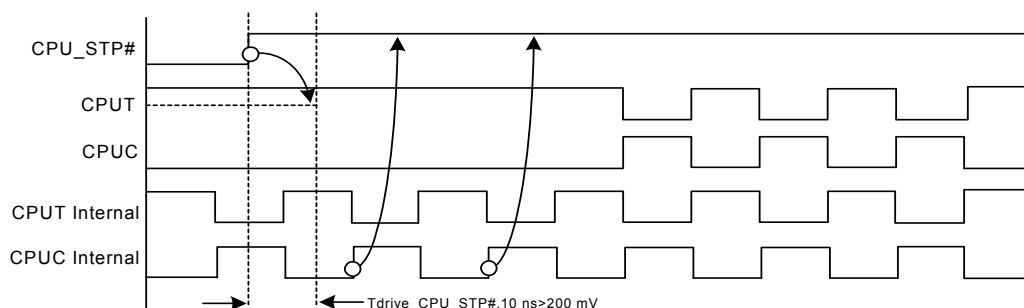 CPU_STP#
CPUT
CPUC
CPUT Internal
CPUC Internal
Tdrive_CPU_STP#,10 ns>200 mV